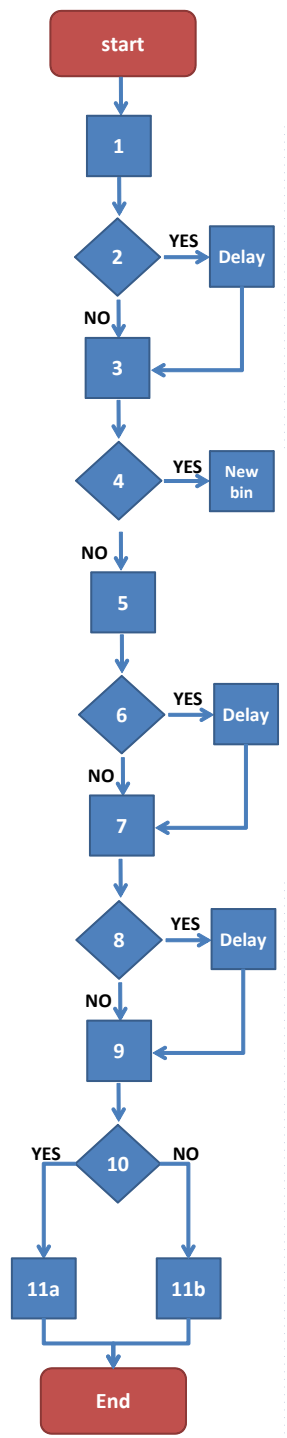 start
1
YES
2
Delay
NO
3
YES
4
New
bin
NO
5
YES
6
Delay
NO
7
YES
8
Delay
NO
9
YES
NO
10
11a
11b
End